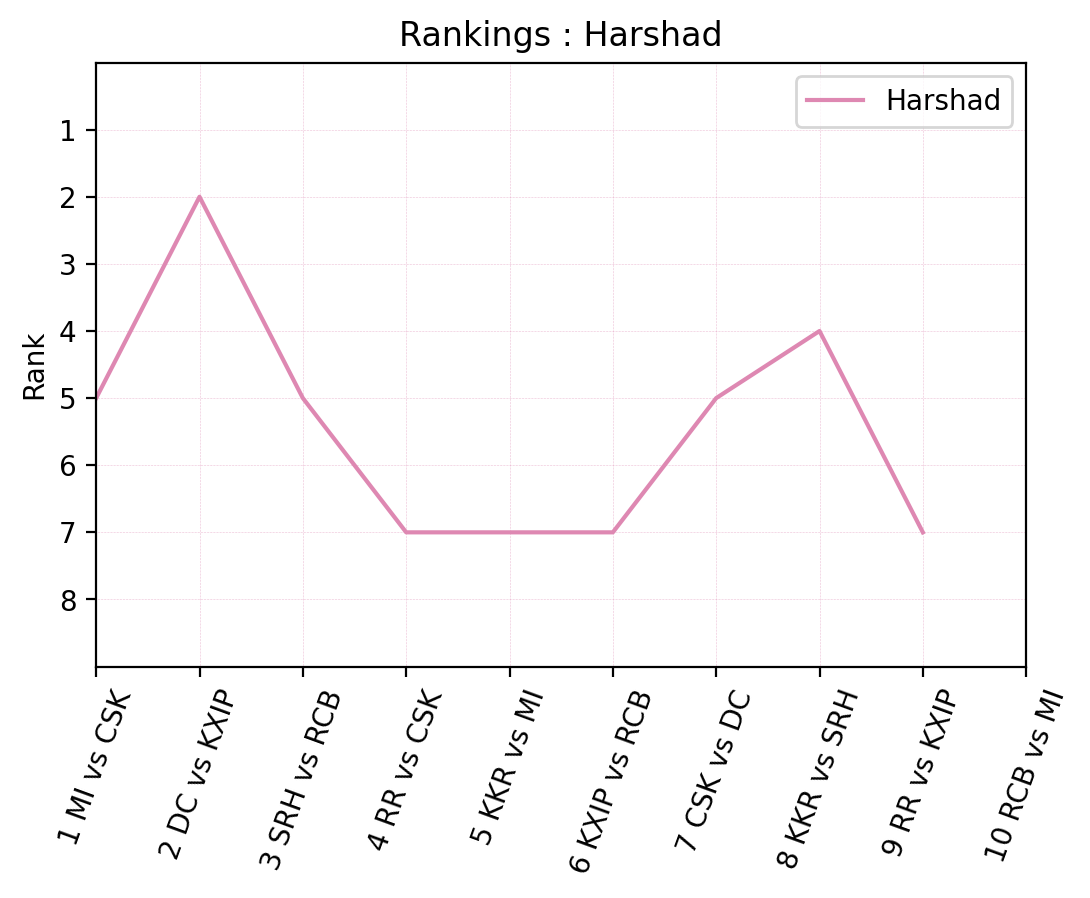 Rankings : Harshad
Harshad
Rank
1
2
3
4
5
6
7
8
1 MI vs CSK
2 DC vs KXIP
3 SRH vs RCB
4 RR vs CSK
5 KKR vs MI
6 KXIP vs RCB
7 CSK vs DC
8 KKR vs SRH
9 RR vs KXIP
10 RCB vs MI